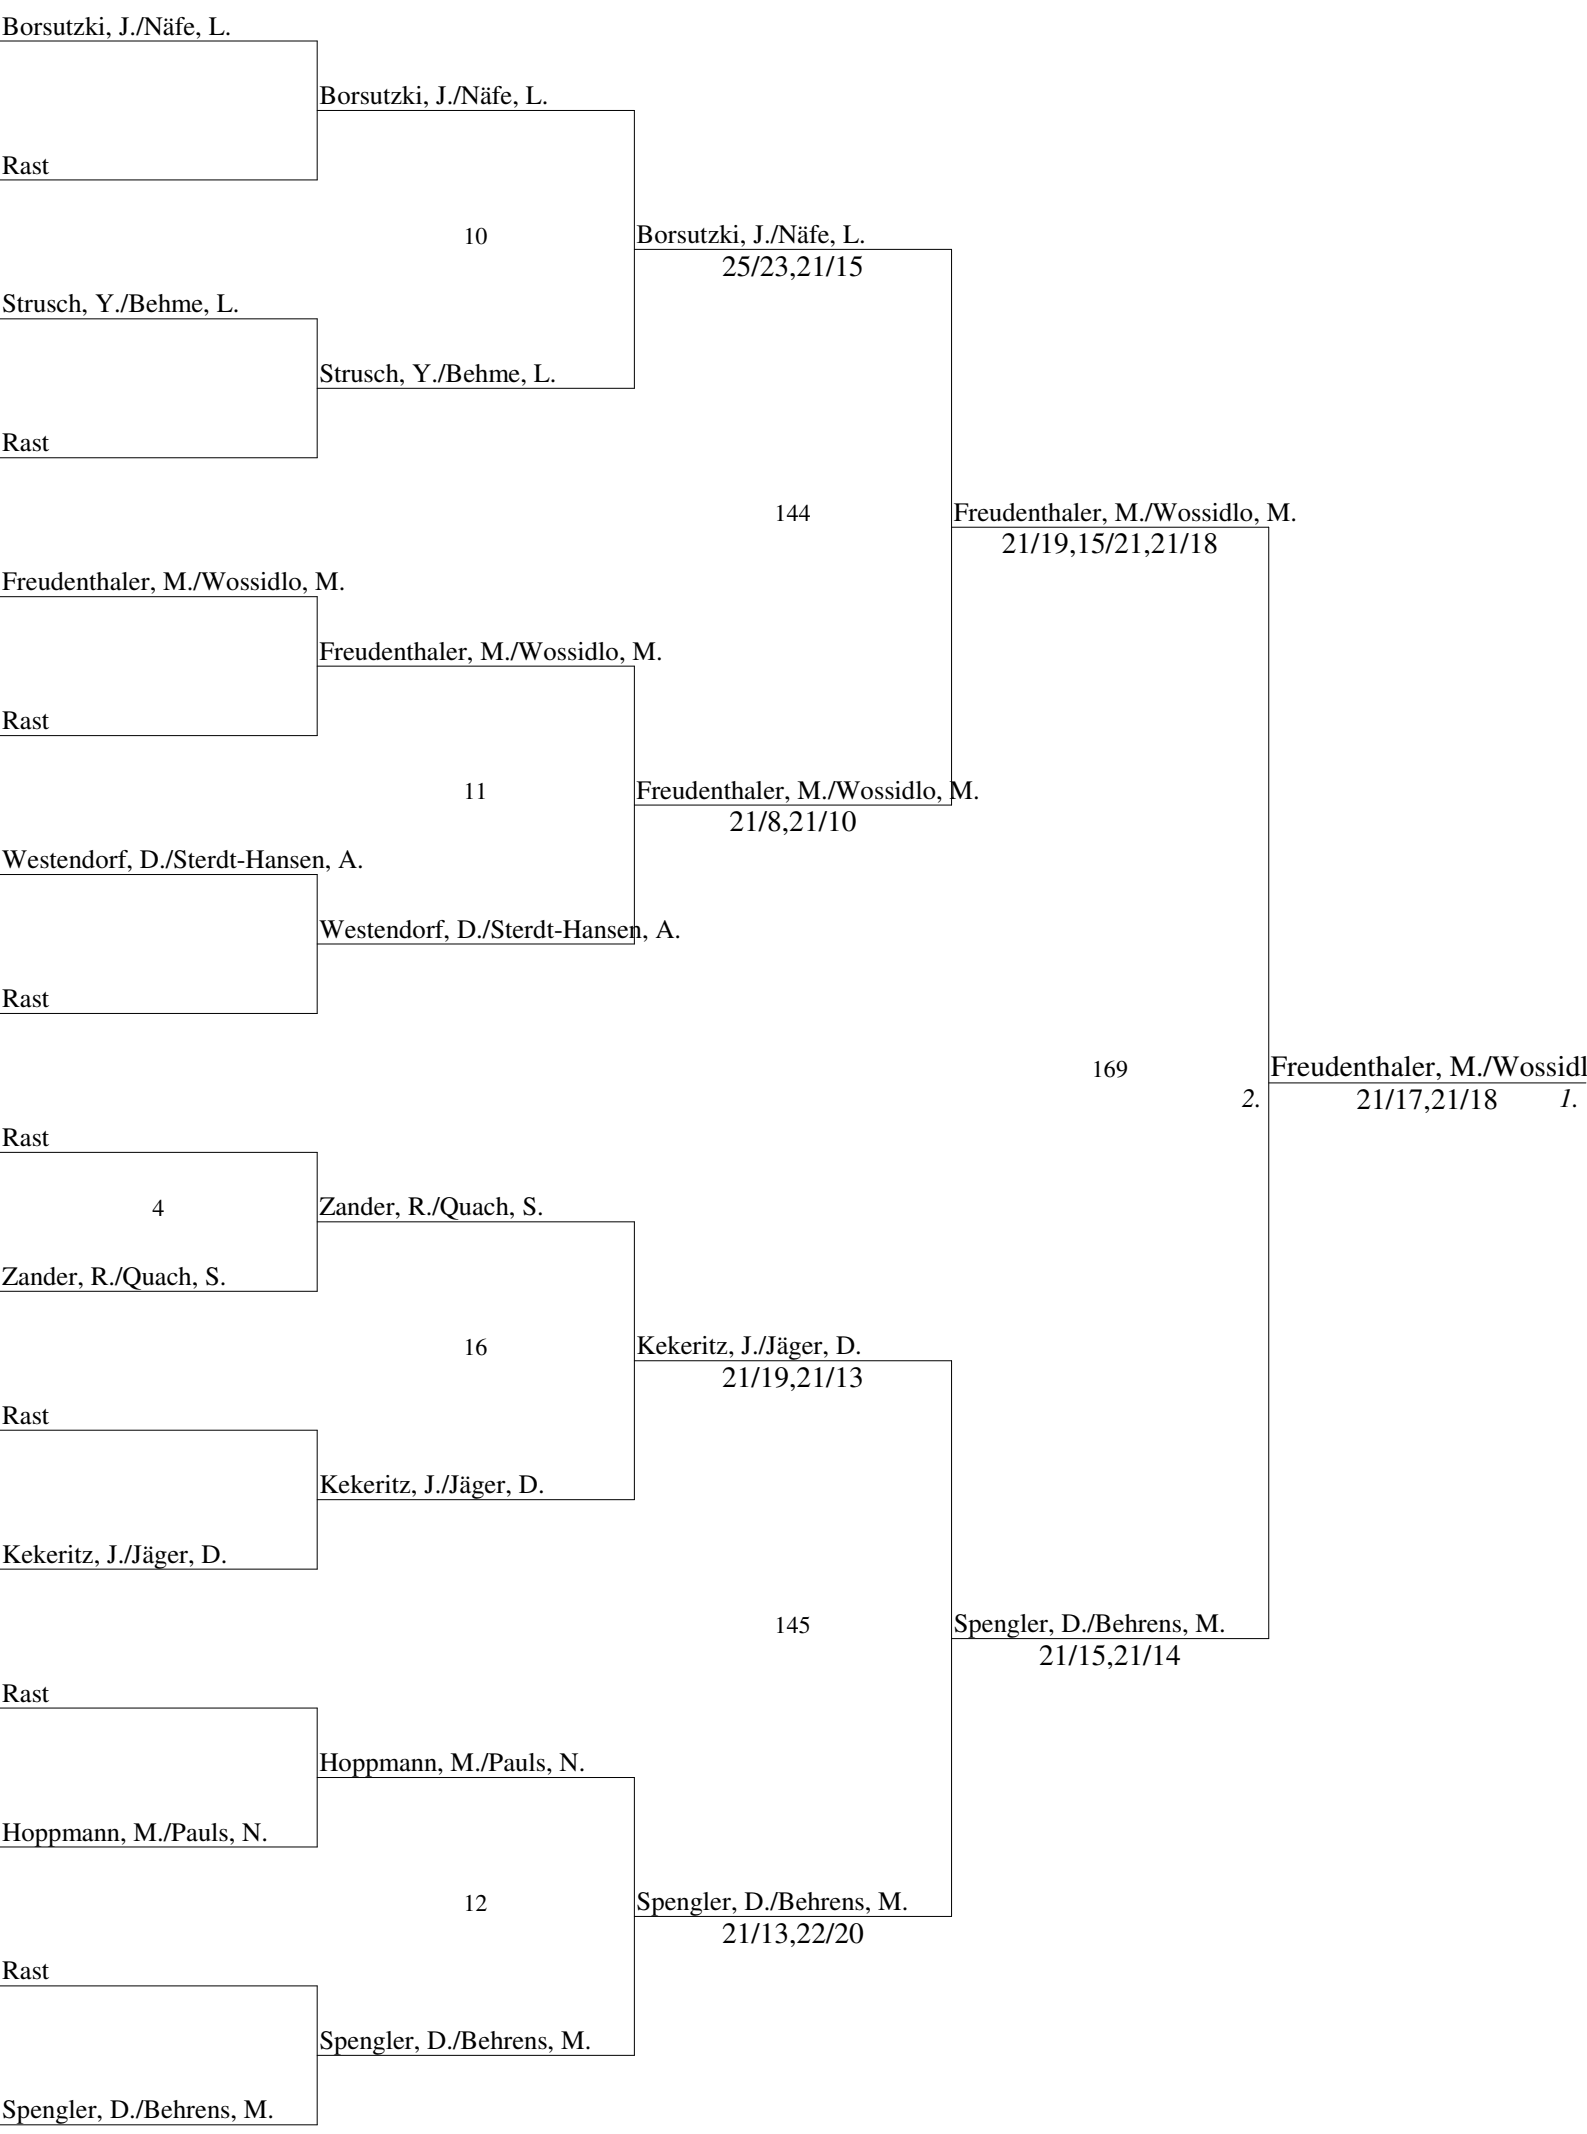 Borsutzki, J./Näfe, L.
Borsutzki, J./Näfe, L.
Rast
10
Borsutzki, J./Näfe, L.
25/23,21/15
Strusch, Y./Behme, L.
Strusch, Y./Behme, L.
Rast
144
Freudenthaler, M./Wossidlo, M.
21/19,15/21,21/18
Freudenthaler, M./Wossidlo, M.
Freudenthaler, M./Wossidlo, M.
Rast
11
Freudenthaler, M./Wossidlo, M.
21/8,21/10
Westendorf, D./Sterdt-Hansen, A.
Westendorf, D./Sterdt-Hansen, A.
Rast
169
Freudenthaler, M./Wossidl
2.
21/17,21/18
1.
Rast
4
Zander, R./Quach, S.
Zander, R./Quach, S.
16
Kekeritz, J./Jäger, D.
21/19,21/13
Rast
Kekeritz, J./Jäger, D.
Kekeritz, J./Jäger, D.
145
Spengler, D./Behrens, M.
21/15,21/14
Rast
Hoppmann, M./Pauls, N.
Hoppmann, M./Pauls, N.
12
Spengler, D./Behrens, M.
21/13,22/20
Rast
Spengler, D./Behrens, M.
Spengler, D./Behrens, M.